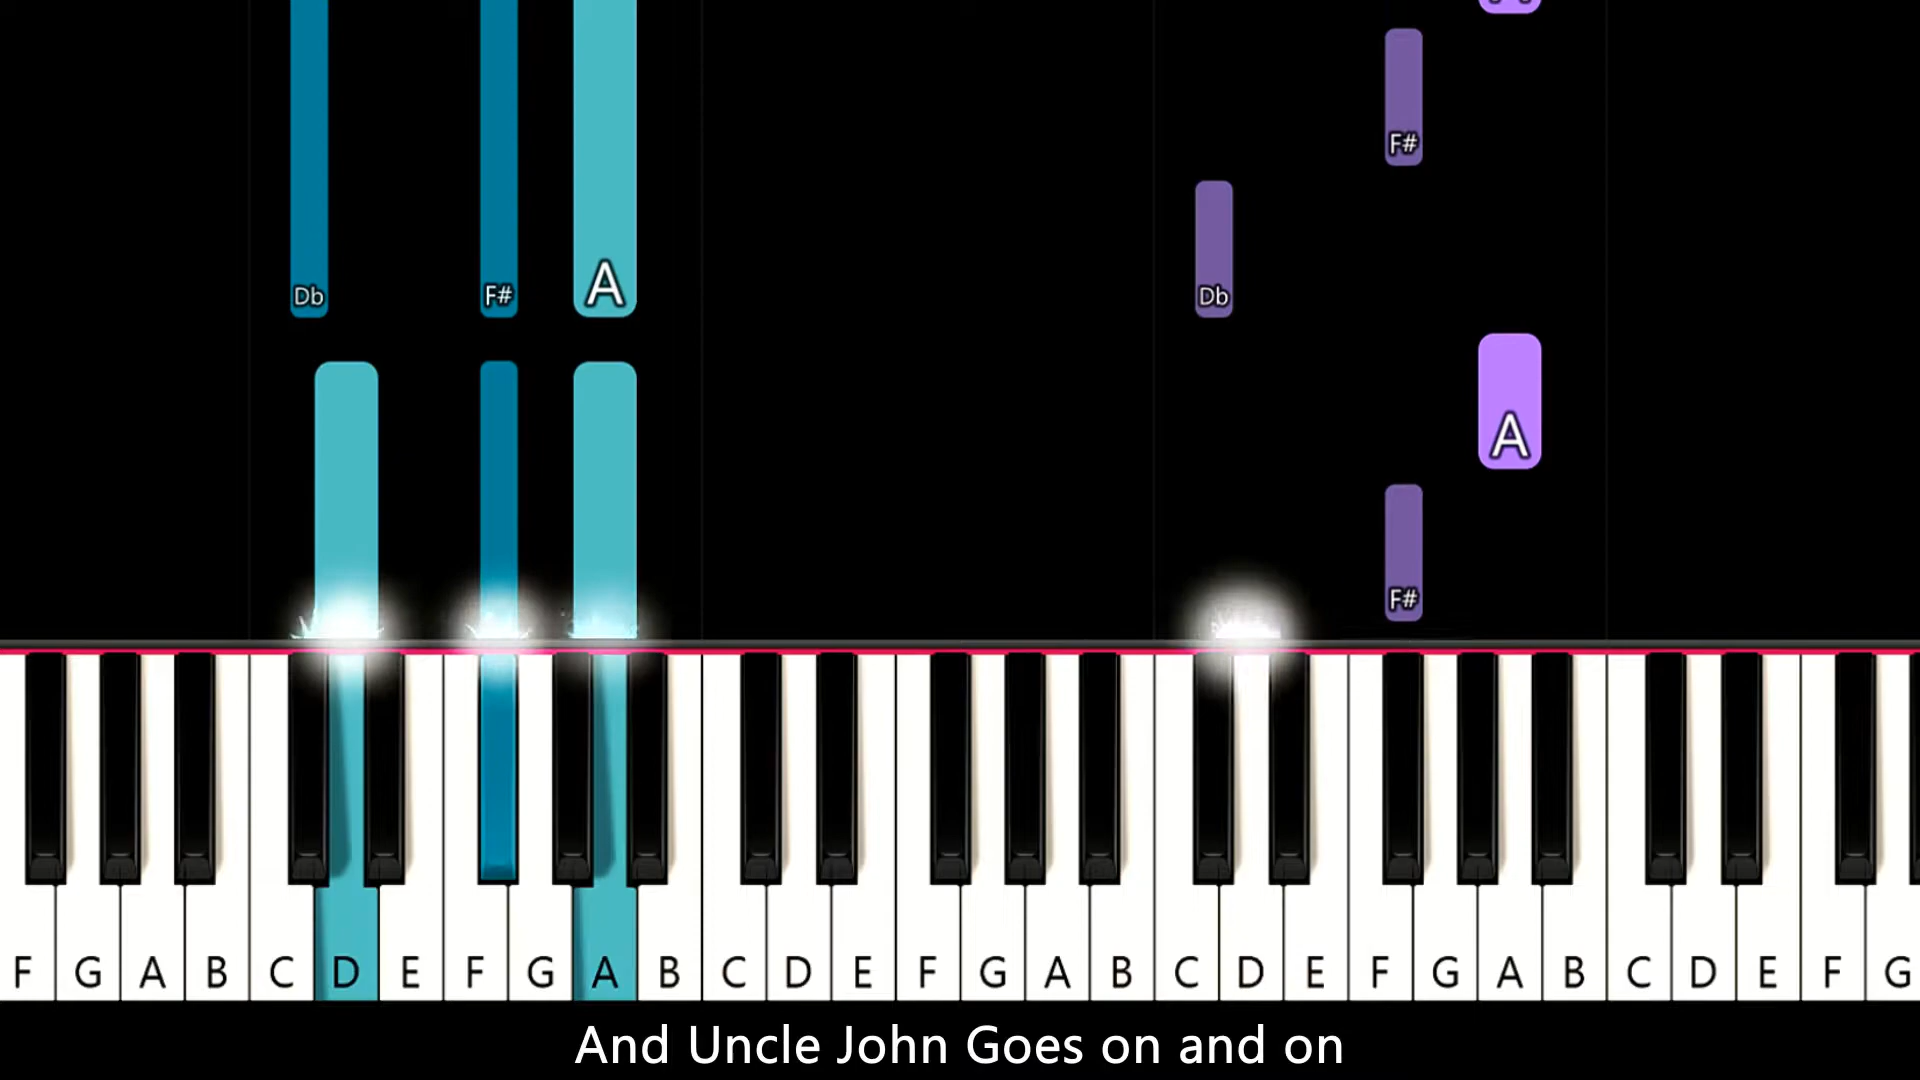 F#
Db F# A Db
A
F#
F G A B C D E F G A B C D E F G A B C D E F G A B C D E F G
And Uncle John Goes on and on